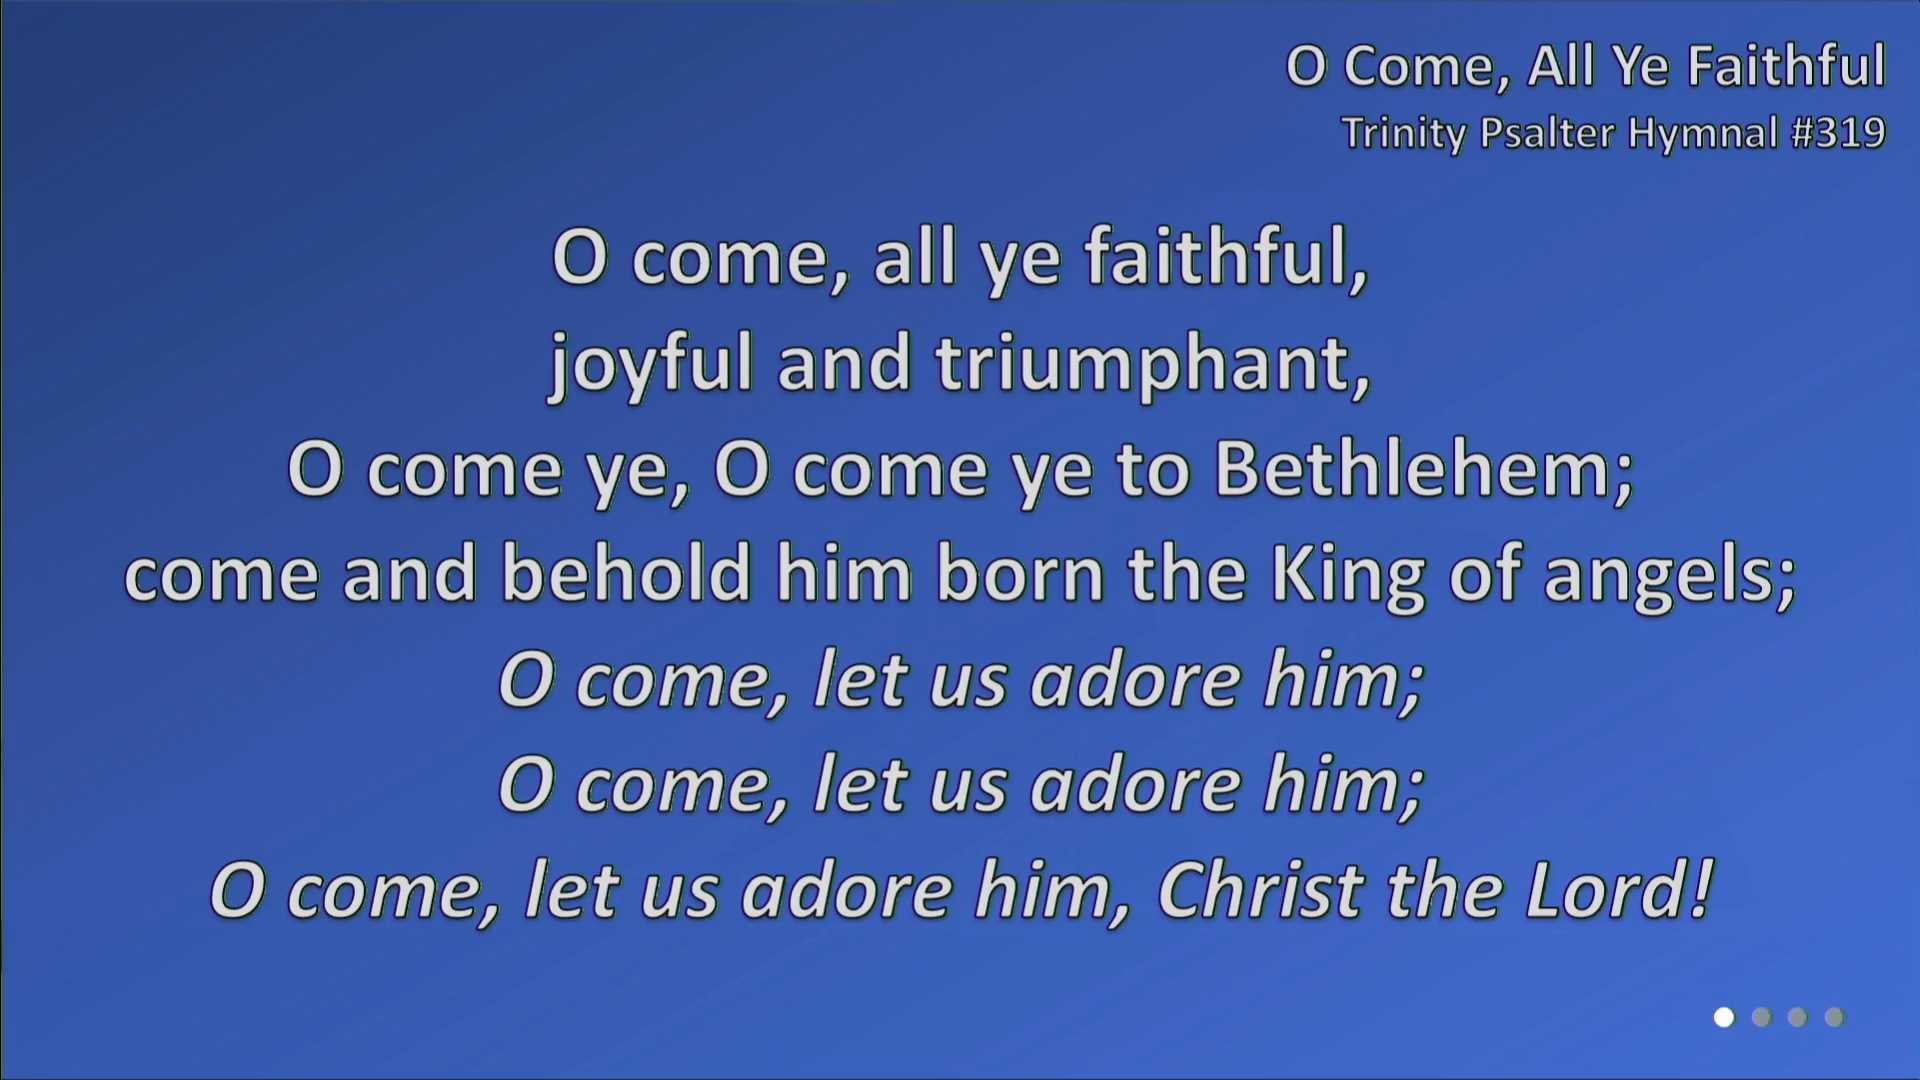 O Come, All Ye Faithful
Trinity Psalter Hymnal #319
O come, all ye faithful,
joyful and triumphant,
O come ye, O come ye to Bethlehem;
come and behold him born the King of angels;
O come, let us adore him;
O come, let us adore him;
O come, let us adore him, Christ the Lord!